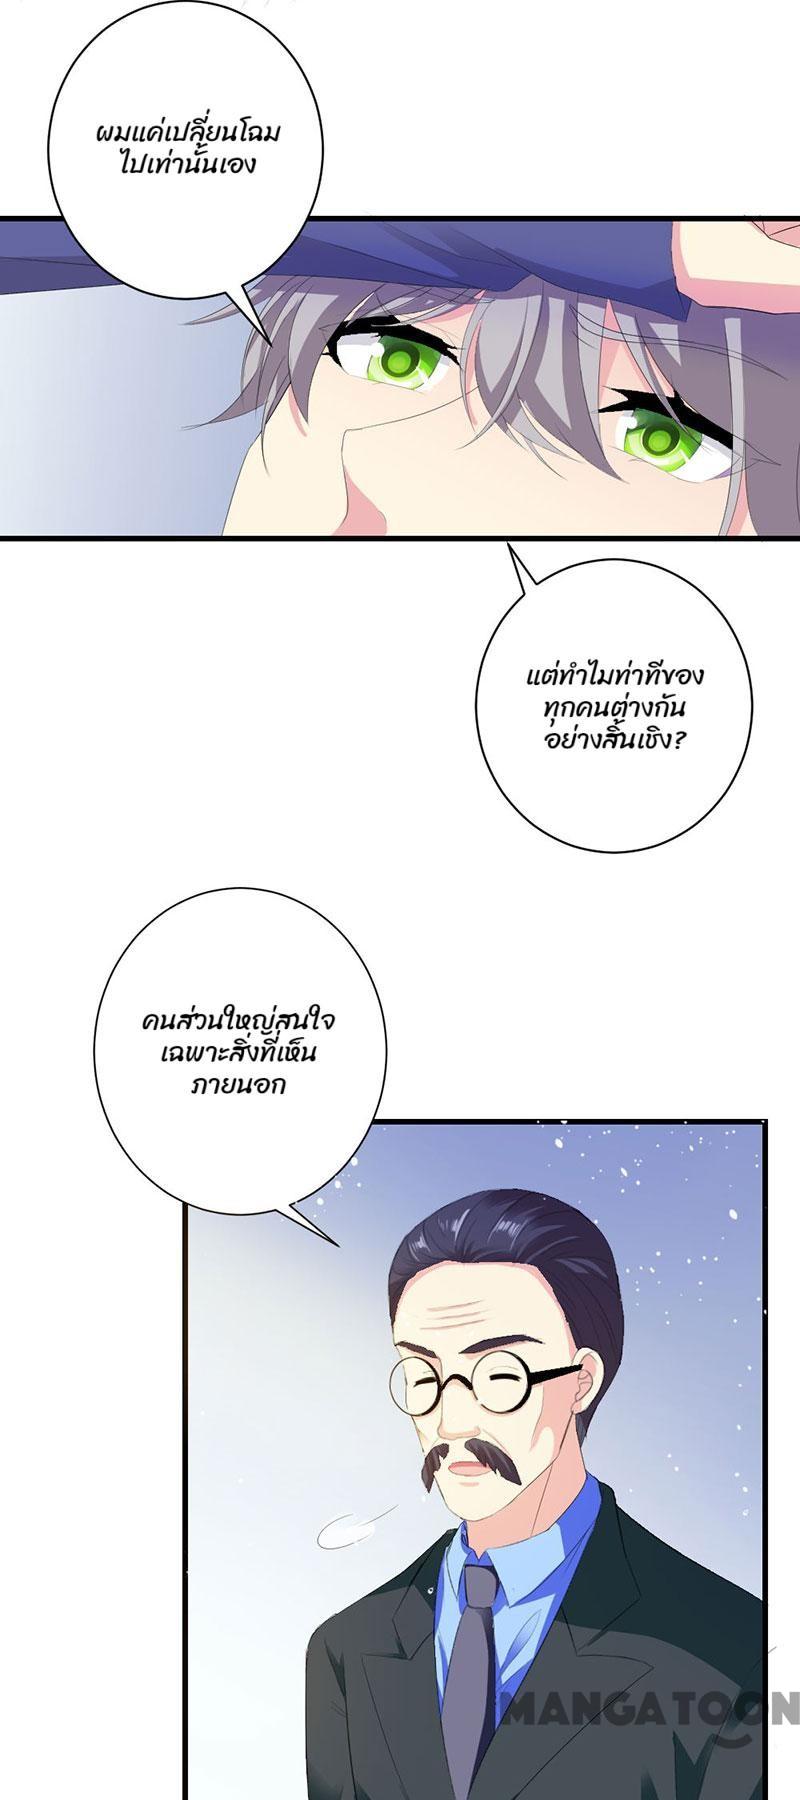 ผมแค่เปลี่ยนโฉม
ไปเท่านั้นเอง
แต่ทำไมท่าทีของ
ทุกคนต่างกัน
อย่างสิ้นเชิง?
คนส่วนใหญ่สนใจ
เฉพาะสิ่งที่เห็น
ภายนอก
MANGATOON